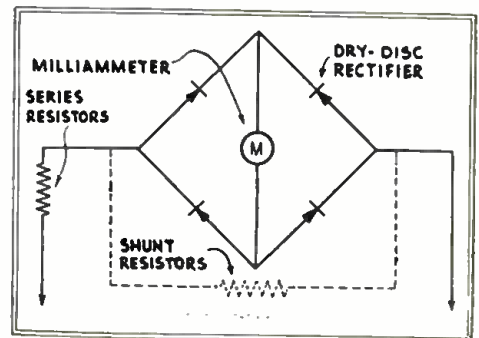 MILLIAMMETER
DRY-DISC
RECTIFIER
SERIES
RESISTORS
M
SHUNT
RESISTORS